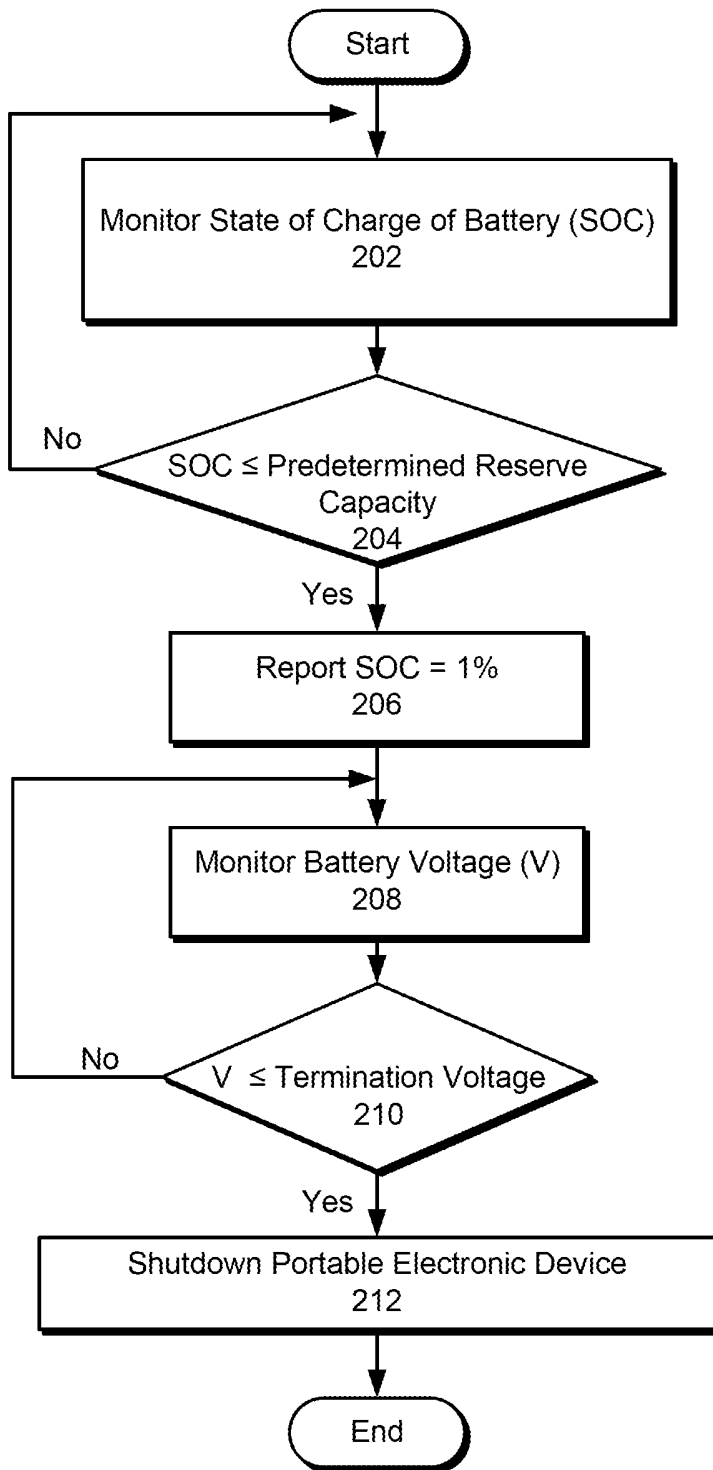 Start
Monitor State of Charge of Battery (SOC)
202
No
SOC ≤ Predetermined Reserve
Capacity
204
Yes
Report SOC = 1%
206
Monitor Battery Voltage (V)
208
No
V ≤ Termination Voltage
210
Yes
Shutdown Portable Electronic Device
212
End